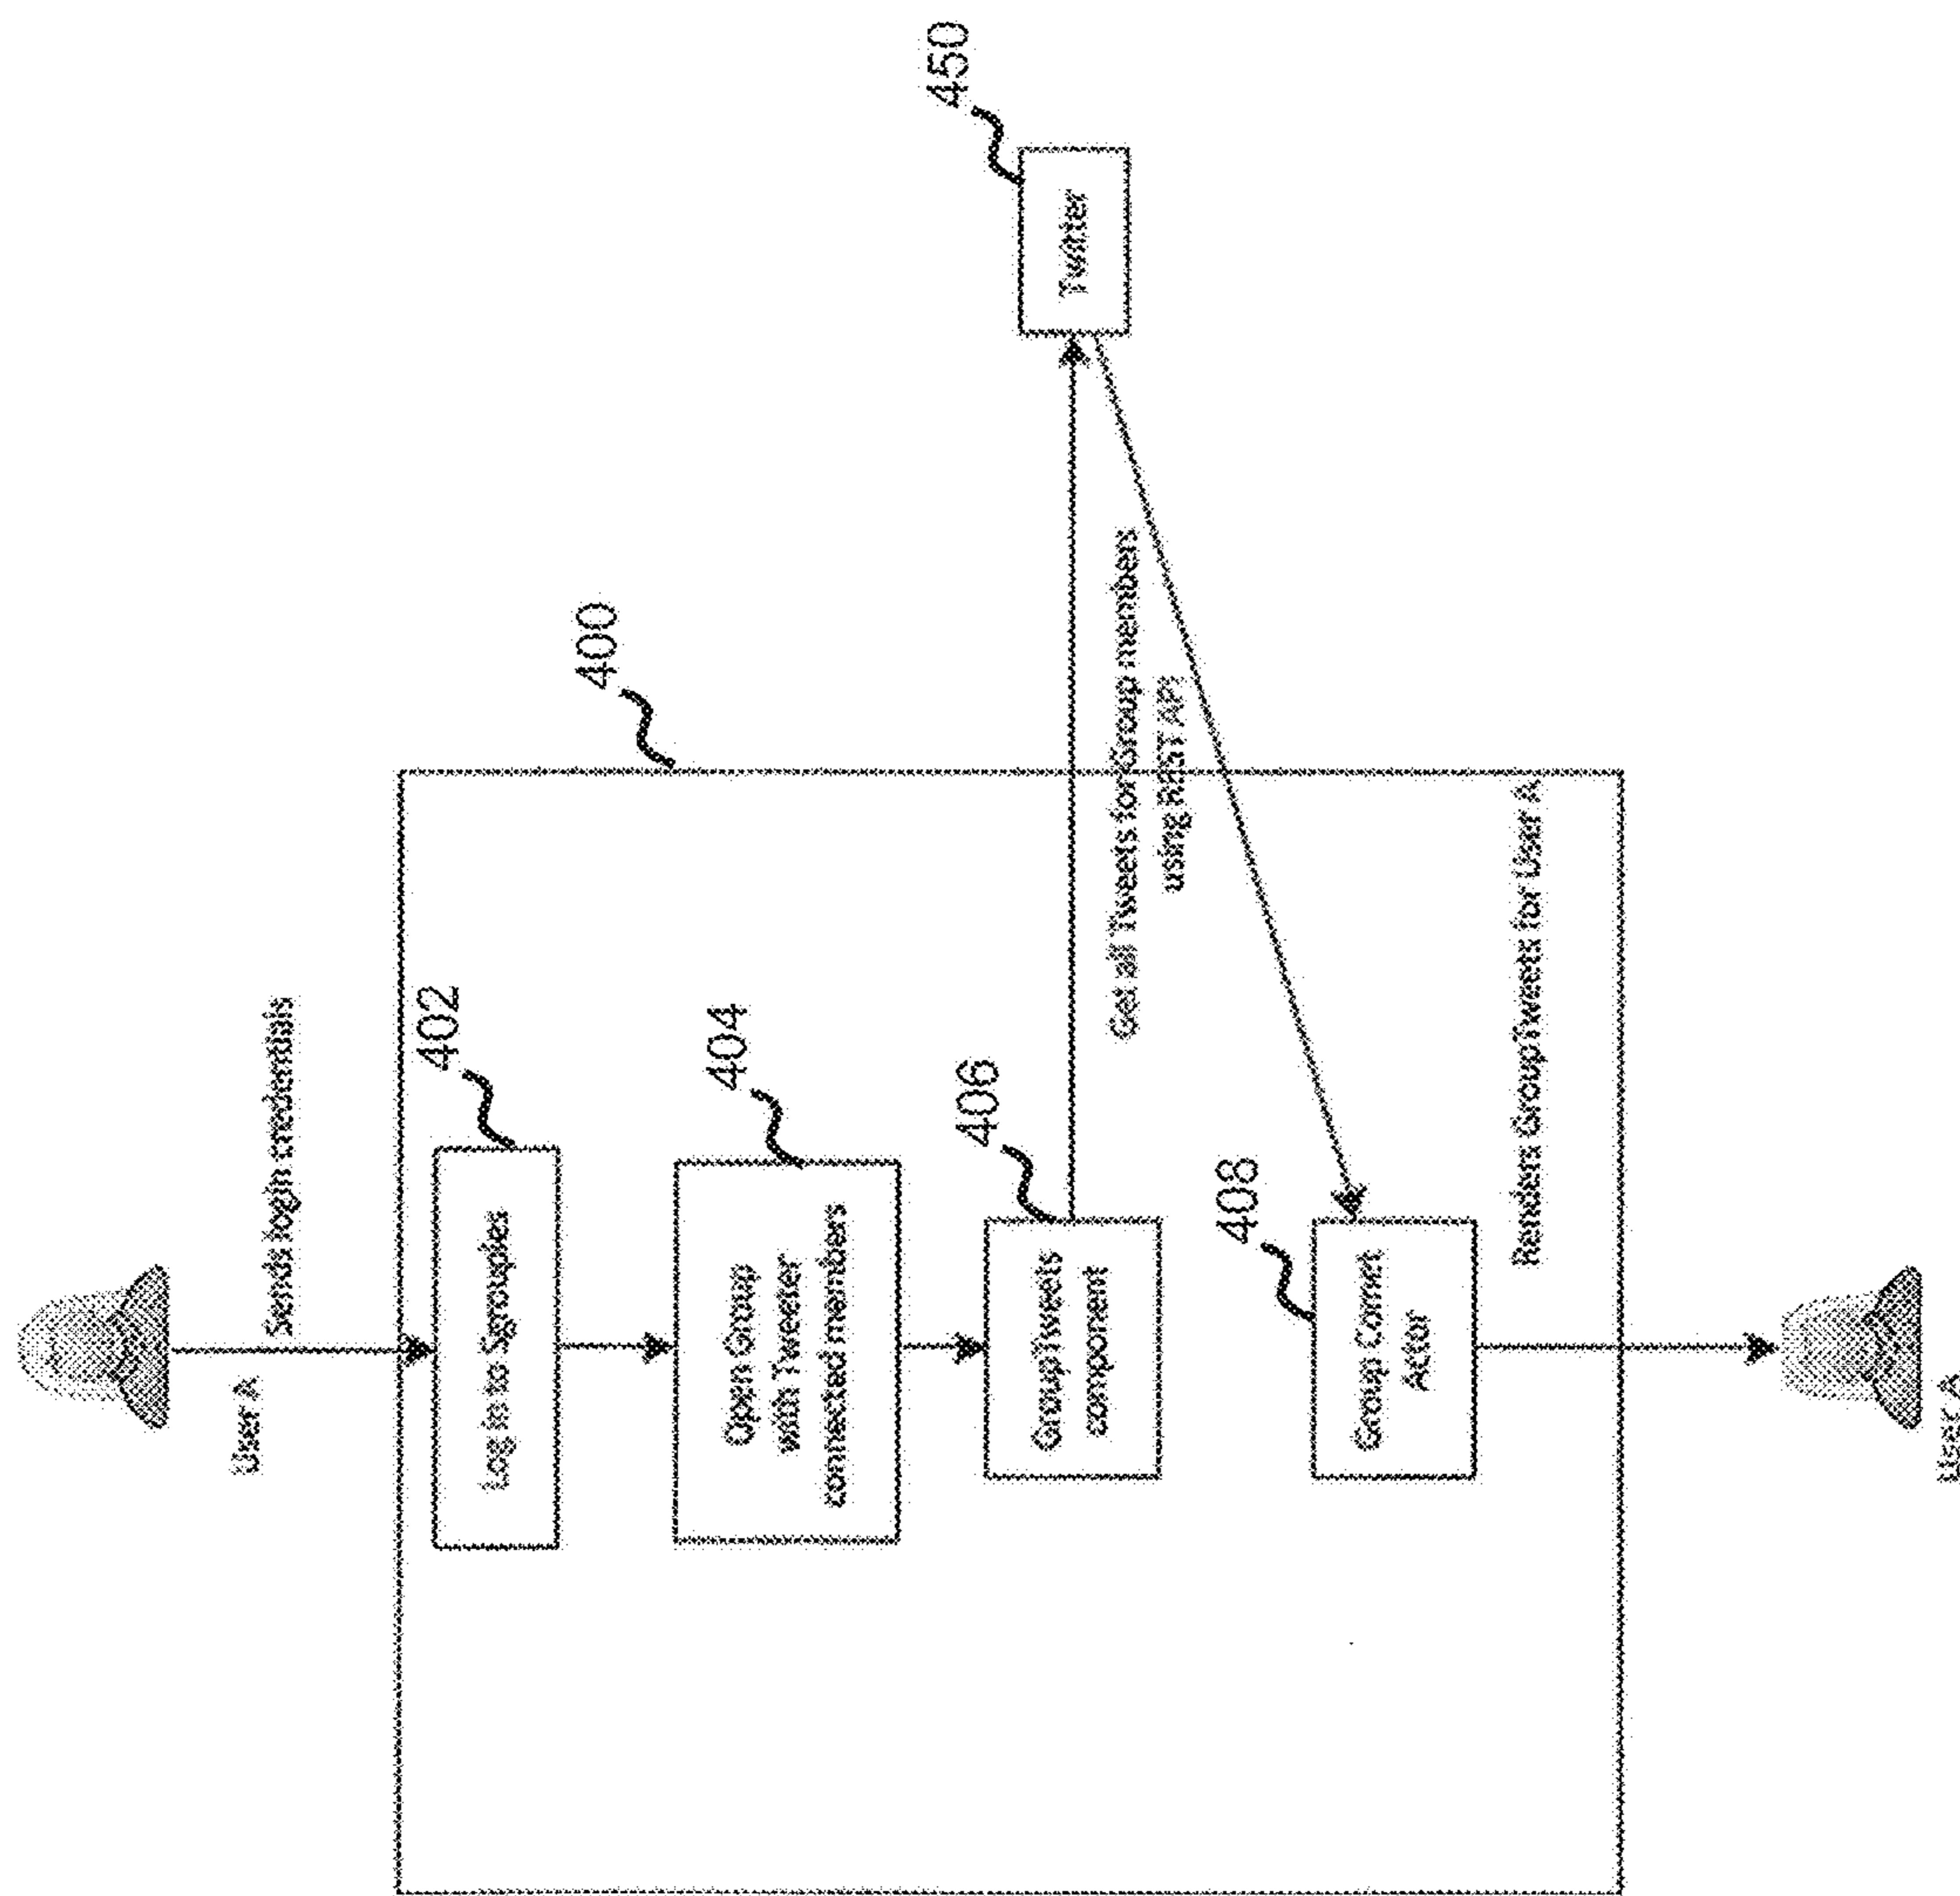 User A
Sends login credentials
400
402
Log in to Sgrouples
404
Open Group
with Tweeter
connected members
406
GroupTweets
component
Get all Tweets for Group members
using REST API
450
Twitter
408
Group Comet
Actor
Renders GroupTweets for User A
User A